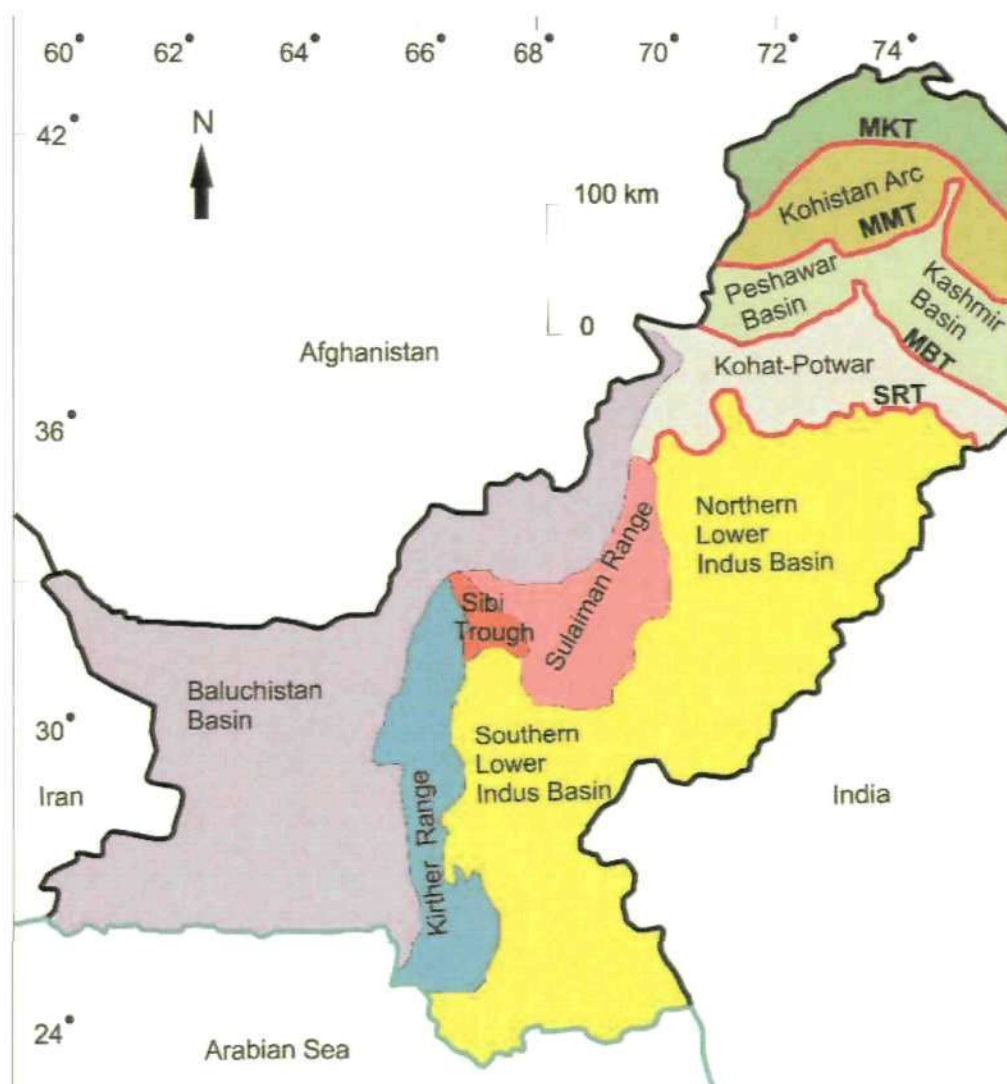 60° 62° 64° 66° 68° 70° 72° 74°
42°
N
MKT
100 km
Kohistan Arc
MMT
Peshawar
Basin
Kashmir
Basin
0
Afghanistan
Kohat-Potwar
MBT
SRT
36°
Northern
Lower
Indus Basin
Sulaiman Range
Sibi
Trough
Baluchistan
Basin
30°
Southern
Lower
Indus Basin
Iran
India
Kirther Range
24°
Arabian Sea